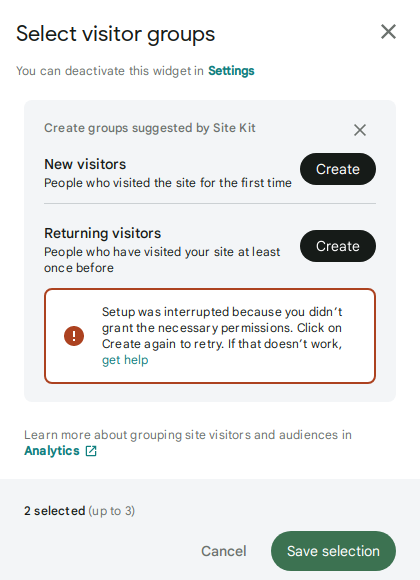 Select visitor groups
You can deactivate this widget in Settings
Create groups suggested by Site Kit
New visitors
People who visited the site for the first time
Create
Returning visitors
People who have visited your site at least
once before
Create
Setup was interrupted because you didn’t
grant the necessary permissions. Click on
Create again to retry. If that doesn’t work,
get help
Learn more about grouping site visitors and audiences in
Analytics
2 selected (up to 3)
Cancel
Save selection